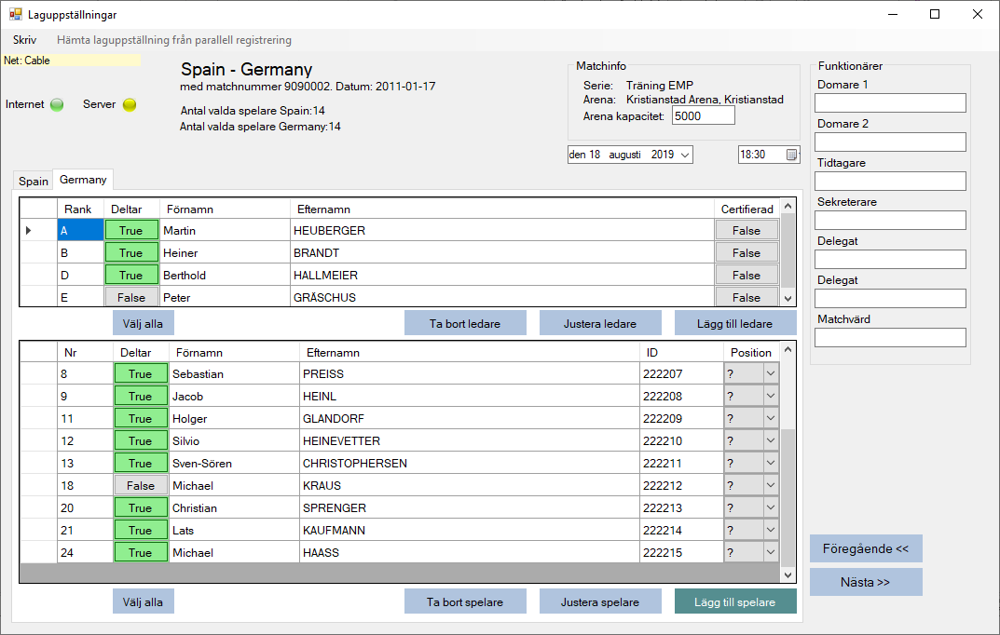 Laguppställningar
Skriv Hämta laguppställning från parallell registrering
Net: Cable
Internet Server
Spain - Germany
med matchnummer 9090002. Datum: 2011-01-17
Antal valda spelare Spain:14
Antal valda spelare Germany:14
Matchinfo
Serie: Träning EMP
Arena: Kristianstad Arena, Kristianstad
Arena kapacitet: 5000
den 18 augusti 2019 18:30
Funktionärer
Domare 1
Domare 2
Tidtagare
Sekreterare
Delegat
Delegat
Matchvärd
Spain Germany
Rank Deltar Förnamn Efternamn Certifierad
A True Martin HEUBERGER False
B True Heiner BRANDT False
D True Berthold HALLMEIER False
E False Peter GRÄSCHUS False
Välj alla Ta bort ledare Justera ledare Lägg till ledare
Nr Deltar Förnamn Efternamn ID Position
8 True Sebastian PREISS 222207 ?
9 True Jacob HEINL 222208 ?
11 True Holger GLANDORF 222209 ?
12 True Silvio HEINEVETTER 222210 ?
13 True Sven-Sören CHRISTOPHERSEN 222211 ?
18 False Michael KRAUS 222212 ?
20 True Christian SPRENGER 222213 ?
21 True Lats KAUFMANN 222214 ?
24 True Michael HAASS 222215 ?
Välj alla Ta bort spelare Justera spelare Lägg till spelare
Föregående <<
Nästa >>